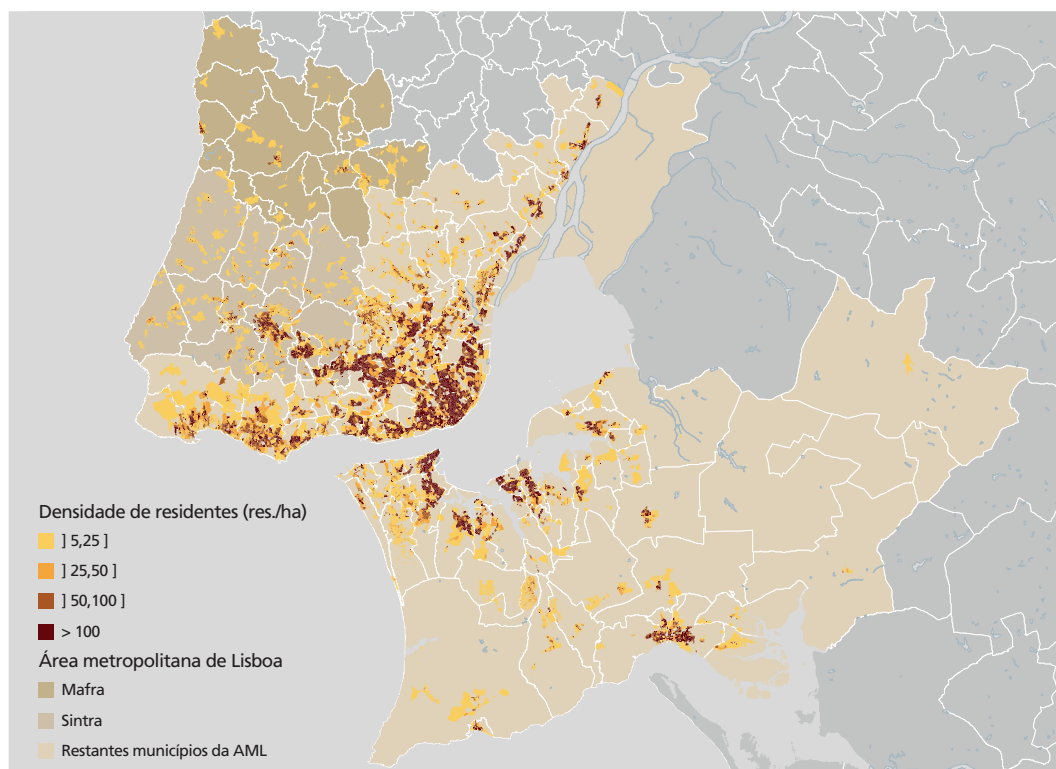 Densidade de residentes (res./ha)
] 5,25 ]
] 25,50 ]
] 50,100 ]
> 100
Área metropolitana de Lisboa
Mafra
Sintra
Restantes municípios da AML